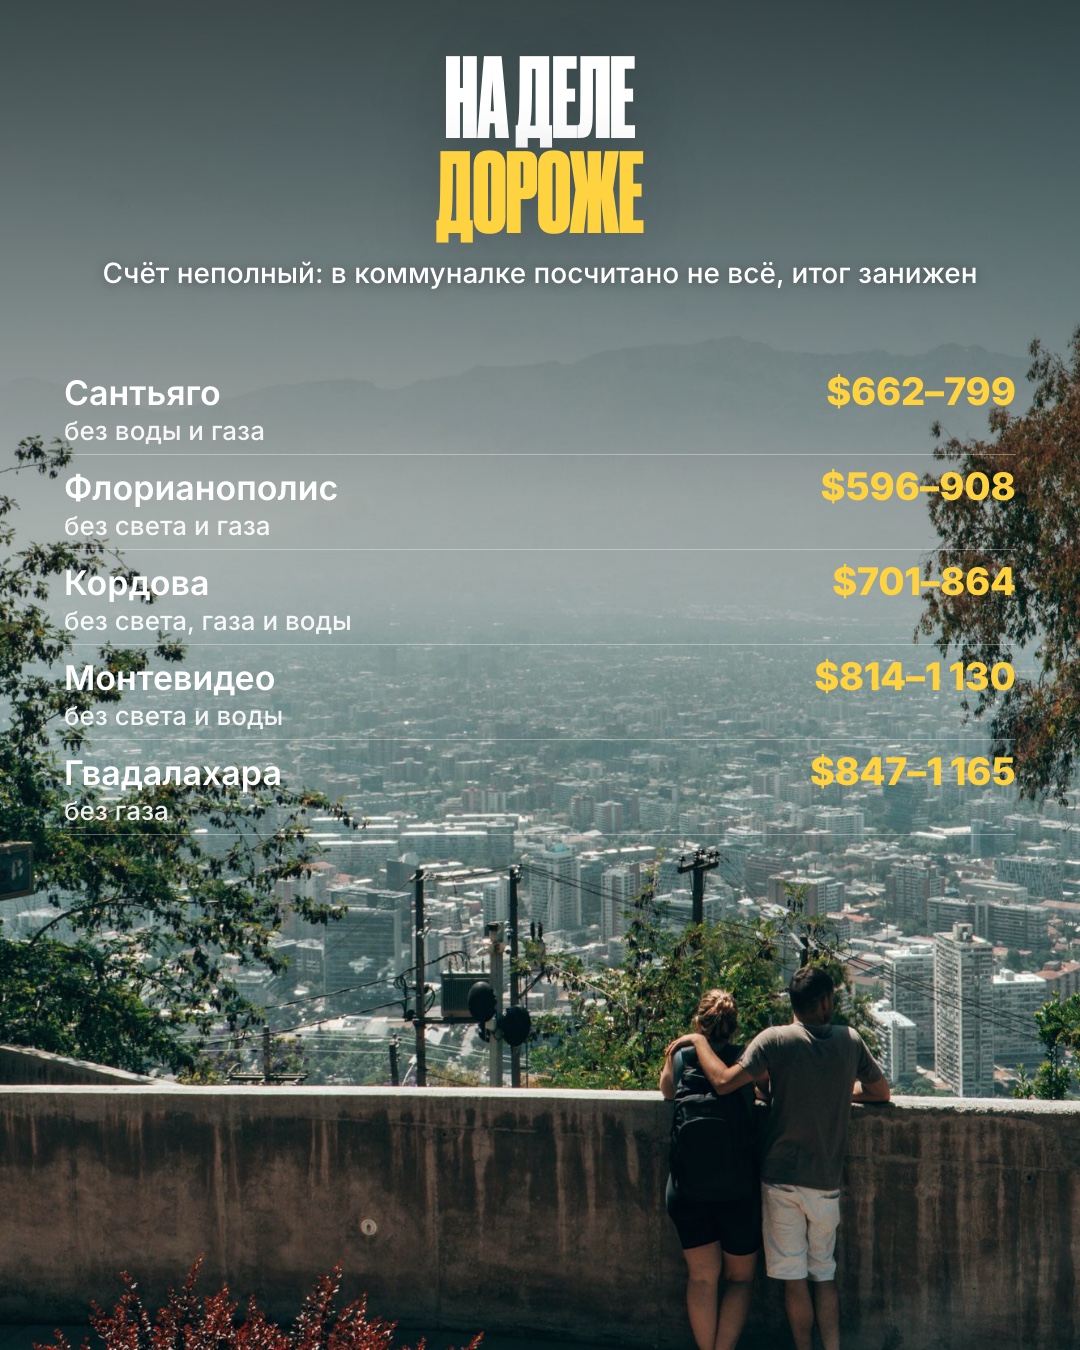 НА ДЕЛЕ
ДОРОЖЕ
Счёт неполный: в коммуналке посчитано не всё, итог занижен
Сантьяго $662–799
без воды и газа
Флорианополис $596–908
без света и газа
Кордова $701–864
без света, газа и воды
Монтевидео $814–1 130
без света и воды
Гвадалахара $847–1 165
без газа